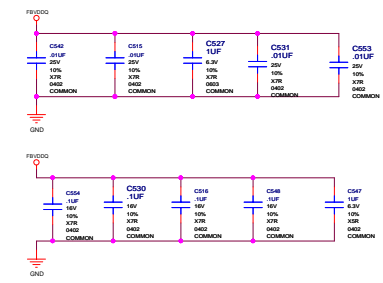 FBVDDQ
C542
.01UF
25V
10%
X7R
0402
COMMON
C515
.01UF
25V
10%
X7R
0402
COMMON
C527
1UF
6.3V
10%
X7R
0603
COMMON
C531
.01UF
25V
10%
X7R
0402
COMMON
C553
.01UF
25V
10%
X7R
0402
COMMON
GND
FBVDDQ
C554
.1UF
16V
10%
X7R
0402
COMMON
C530
.1UF
16V
10%
X7R
0402
COMMON
C516
.1UF
16V
10%
X7R
0402
COMMON
C548
.1UF
16V
10%
X7R
0402
COMMON
C547
1UF
6.3V
10%
X5R
0402
COMMON
GND